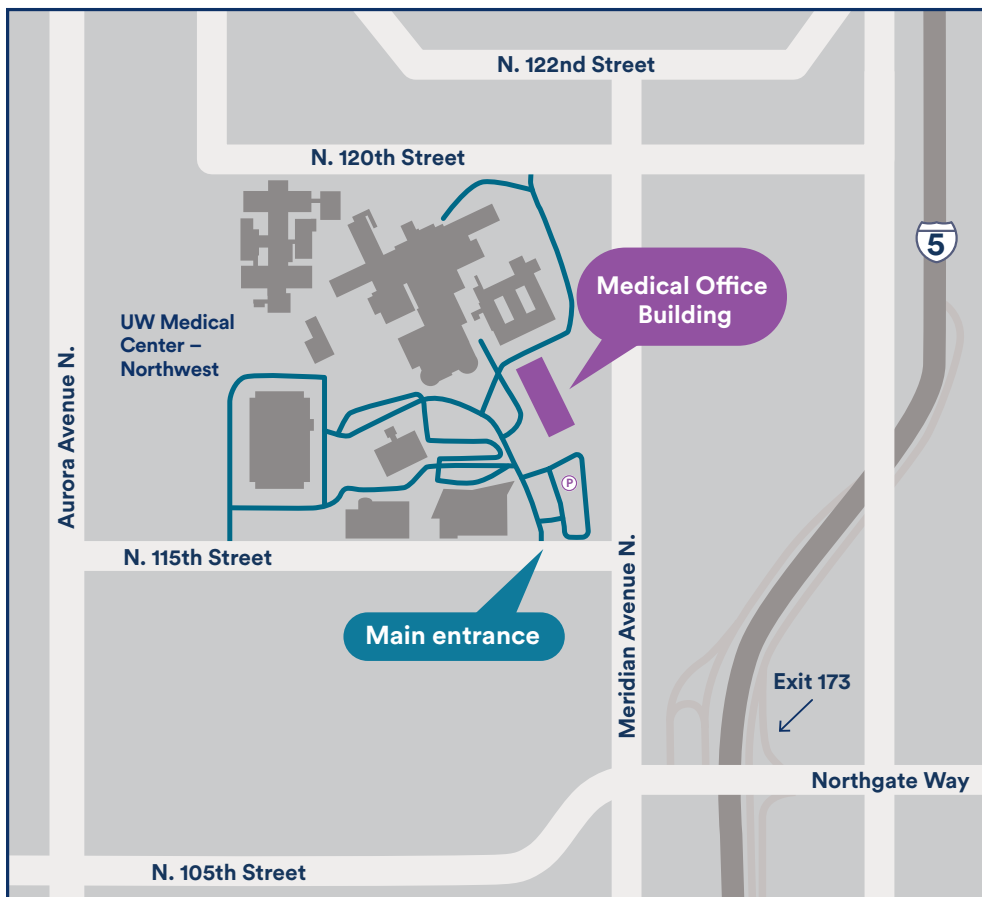 N. 122nd Street
N. 120th Street
5
Medical Office
Building
UW Medical
Center –
Northwest
Aurora Avenue N.
P
N. 115th Street
Main entrance
Meridian Avenue N.
Exit 173
Northgate Way
N. 105th Street